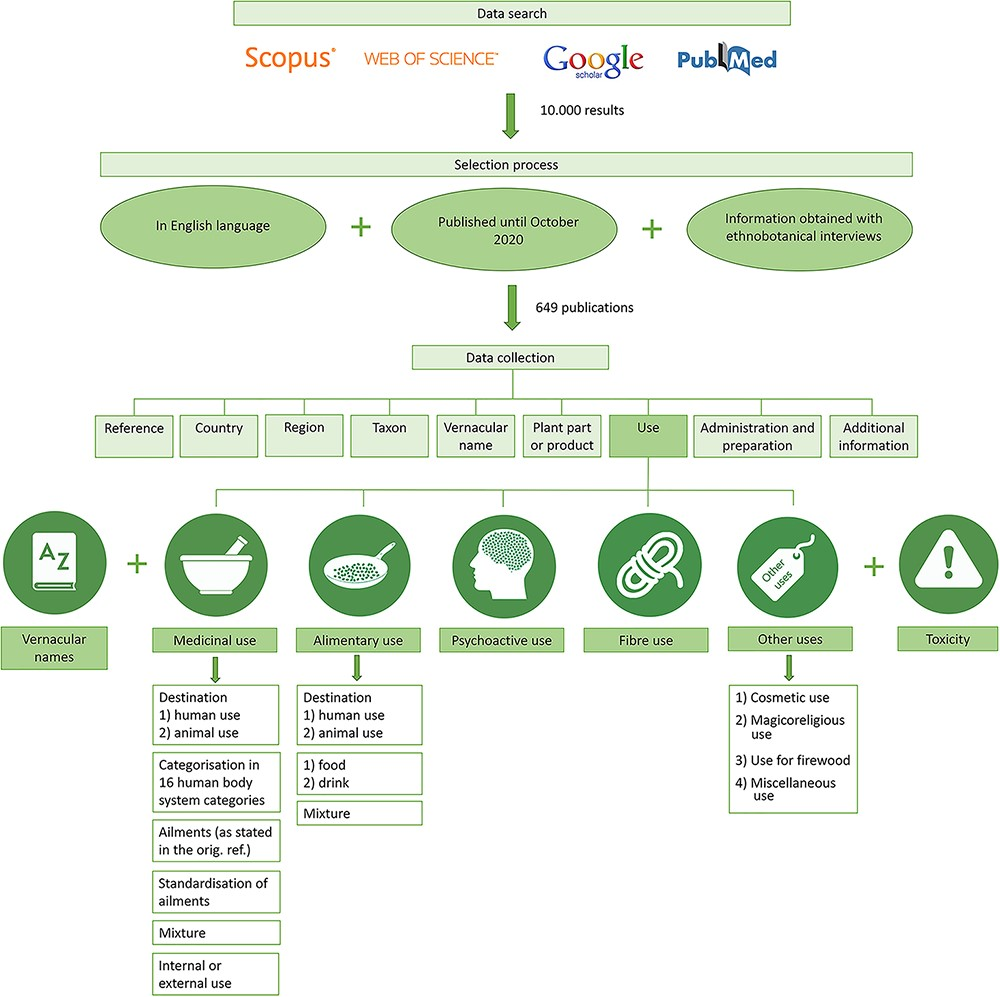 Data search
Scopus®
WEB OF SCIENCE™
Google
scholar
PubMed
10.000 results
Selection process
In English language
+
Published until October
2020
+
Information obtained with
ethnobotanical interviews
649 publications
Data collection
Reference
Country
Region
Taxon
Vernacular
name
Plant part
or product
Use
Administration and
preparation
Additional
information
AZ
+
Other
uses
+
!
Vernacular
names
Medicinal use
Alimentary use
Psychoactive use
Fibre use
Other uses
Toxicity
Destination
1) human use
2) animal use
Categorisation in
16 human body
system categories
Ailments (as stated
in the orig. ref.)
Standardisation of
ailments
Mixture
Internal or
external use
Destination
1) human use
2) animal use
1) food
2) drink
Mixture
1) Cosmetic use
2) Magicoreligious
use
3) Use for firewood
4) Miscellaneous
use